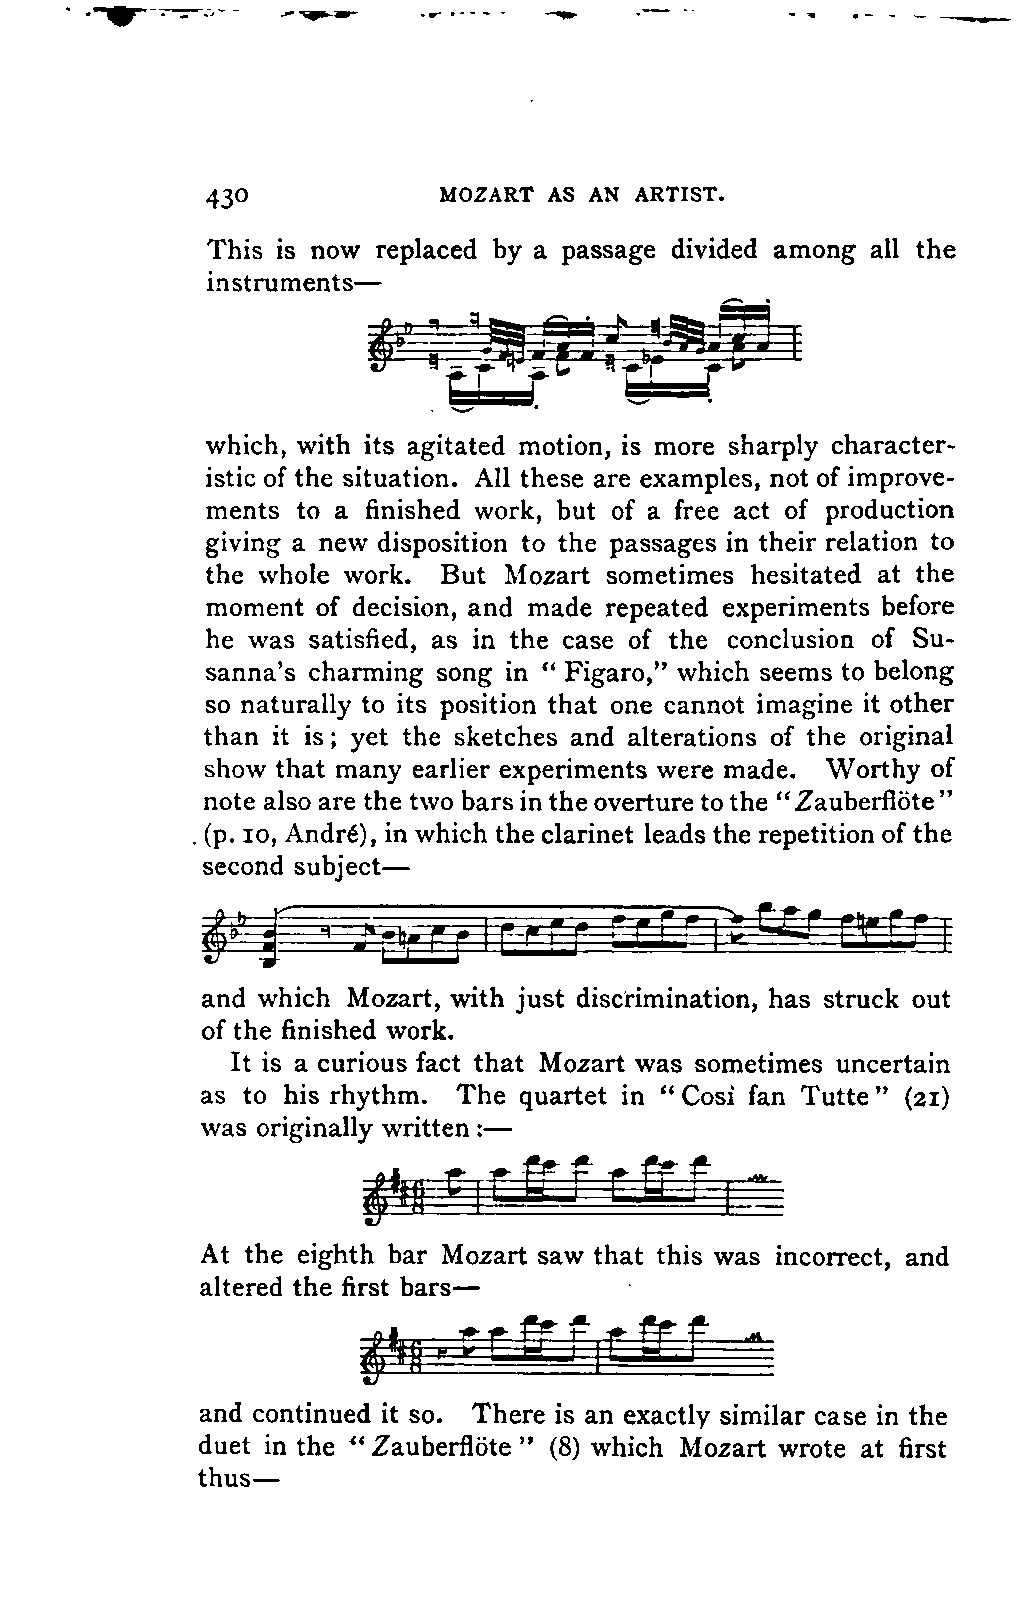 430 MOZART AS AN ARTIST.
This is now replaced by a passage divided among all the
instruments—
which, with its agitated motion, is more sharply character-
istic of the situation. All these are examples, not of improve-
ments to a finished work, but of a free act of production
giving a new disposition to the passages in their relation to
the whole work. But Mozart sometimes hesitated at the
moment of decision, and made repeated experiments before
he was satisfied, as in the case of the conclusion of Su-
sanna's charming song in “Figaro,” which seems to belong
so naturally to its position that one cannot imagine it other
than it is; yet the sketches and alterations of the original
show that many earlier experiments were made. Worthy of
note also are the two bars in the overture to the “Zauberflöte”
(p. 10, André), in which the clarinet leads the repetition of the
second subject—
and which Mozart, with just discrimination, has struck out
of the finished work.
It is a curious fact that Mozart was sometimes uncertain
as to his rhythm. The quartet in “Cosi fan Tutte” (21)
was originally written:—
6
8
At the eighth bar Mozart saw that this was incorrect, and
altered the first bars—
6
8
and continued it so. There is an exactly similar case in the
duet in the “Zauberflöte” (8) which Mozart wrote at first
thus—